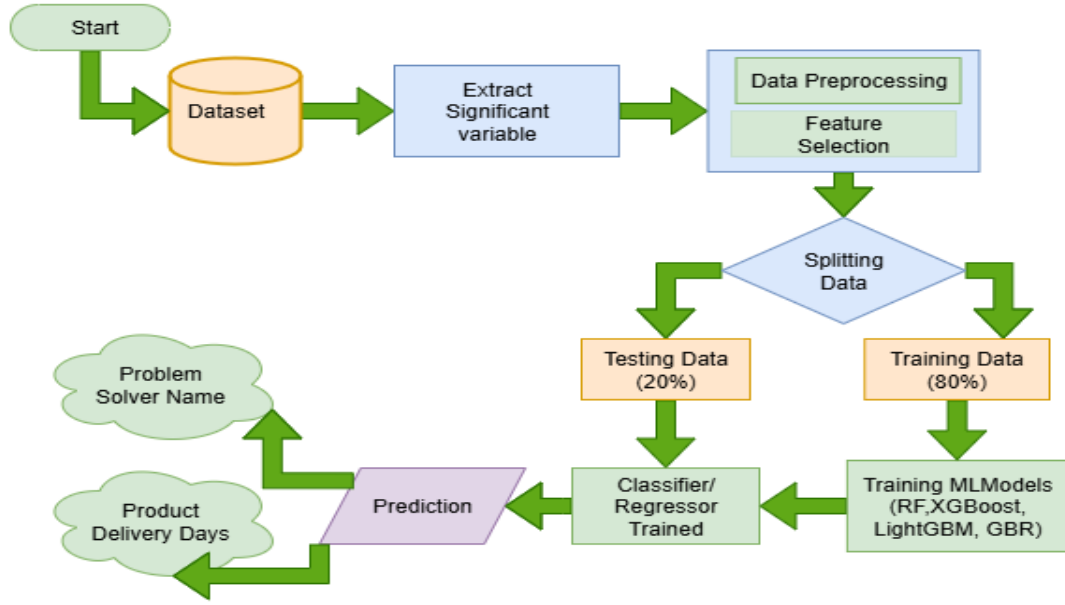 Start
Dataset
Extract
Significant
variable
Data Preprocessing
Feature
Selection
Splitting
Data
Testing Data
(20%)
Training Data
(80%)
Training MLModels
(RF,XGBoost,
LightGBM, GBR)
Classifier/
Regressor
Trained
Prediction
Problem
Solver Name
Product
Delivery Days